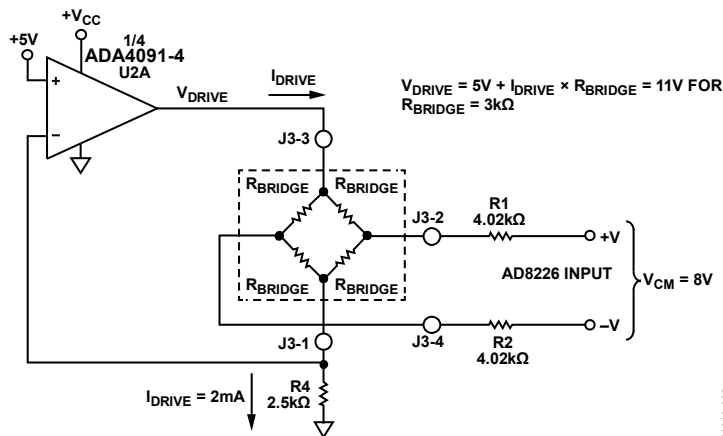 +VCC
+5V
1/4
ADA4091-4
U2A
+
−
VDRIVE
IDRIVE
VDRIVE = 5V + IDRIVE × RBRIDGE = 11V FOR
RBRIDGE = 3kΩ
J3-3
RBRIDGE RBRIDGE
J3-2
R1
4.02kΩ
+V
RBRIDGE RBRIDGE
AD8226 INPUT
VCM = 8V
J3-1
J3-4
R2
4.02kΩ
−V
IDRIVE = 2mA
R4
2.5kΩ